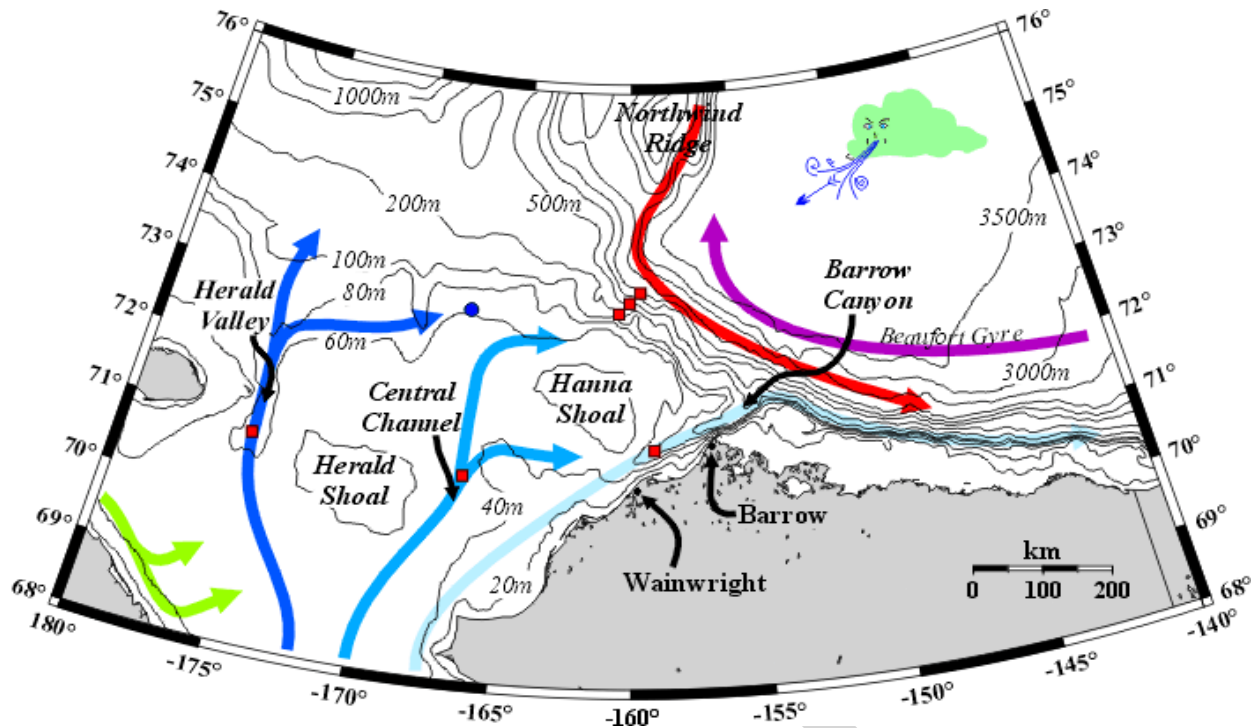 76°
76°
1000m
75°
Northwind
Ridge
75°
74°
74°
200m
500m
3500m
73°
73°
100m
Herald
Valley
80m
Barrow
Canyon
72°
72°
60m
Beaufort Gyre
71°
3000m
71°
Central
Channel
Hanna
Shoal
70°
70°
Herald
Shoal
40m
69°
Barrow
69°
20m
Wainwright
km
0 100 200
68°
68°
180°
-140°
-175°
-145°
-170°
-150°
-165°
-155°
-160°